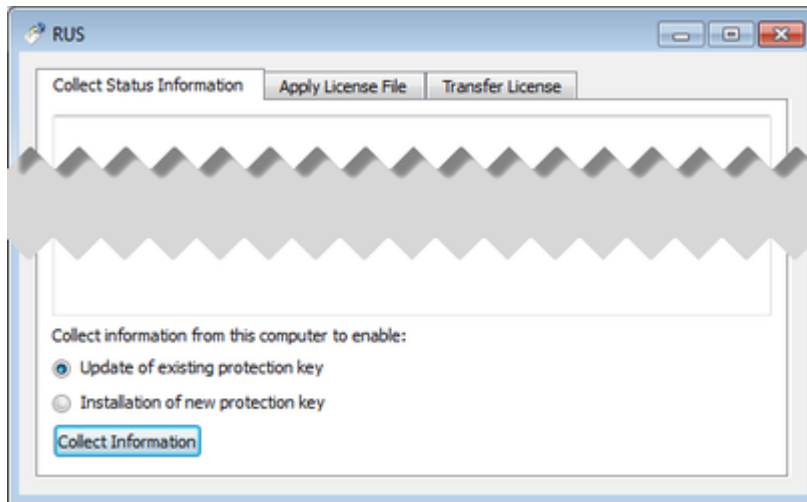 RUS
Collect Status Information
Apply License File
Transfer License
Collect information from this computer to enable:
Update of existing protection key
Installation of new protection key
Collect Information